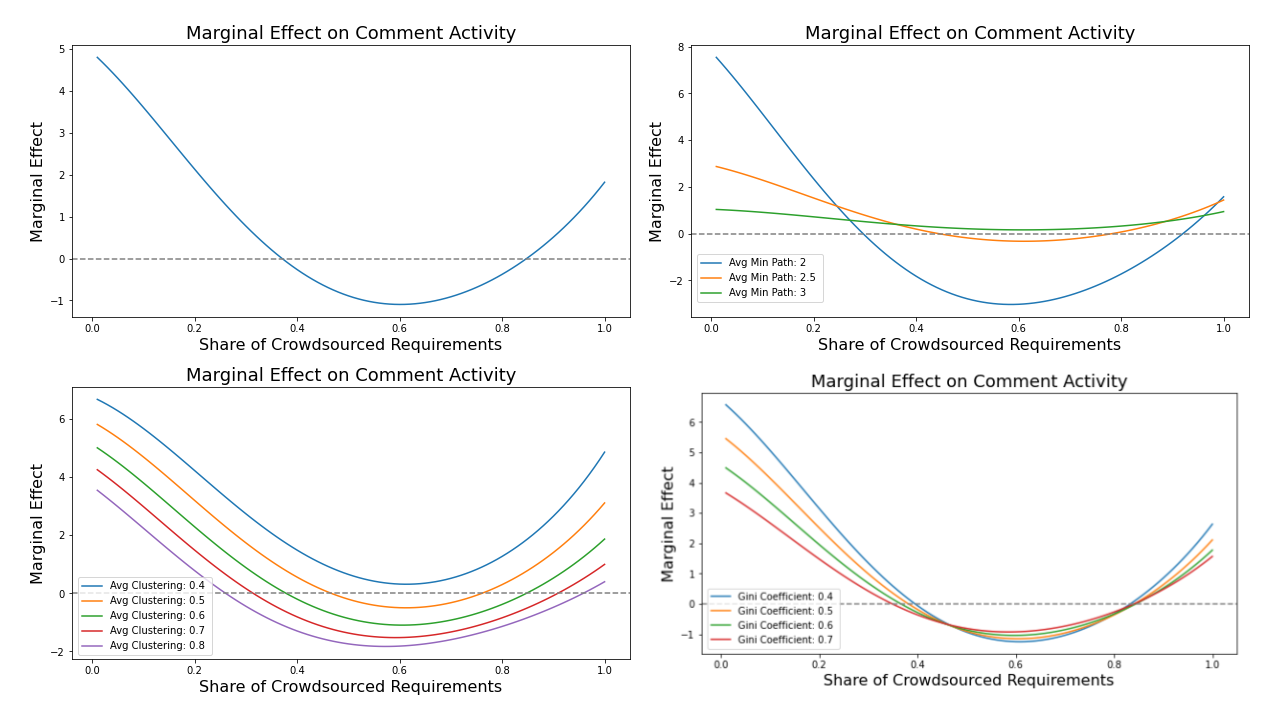 Marginal Effect on Comment Activity
5
4
3
2
1
0
−1
Marginal Effect
0.0 0.2 0.4 0.6 0.8 1.0
Share of Crowdsourced Requirements
Marginal Effect on Comment Activity
8
6
4
2
0
−2
Marginal Effect
Avg Min Path: 2
Avg Min Path: 2.5
Avg Min Path: 3
0.0 0.2 0.4 0.6 0.8 1.0
Share of Crowdsourced Requirements
Marginal Effect on Comment Activity
6
4
2
0
−2
Marginal Effect
Avg Clustering: 0.4
Avg Clustering: 0.5
Avg Clustering: 0.6
Avg Clustering: 0.7
Avg Clustering: 0.8
0.0 0.2 0.4 0.6 0.8 1.0
Share of Crowdsourced Requirements
Marginal Effect on Comment Activity
6
5
4
3
2
1
0
−1
Marginal Effect
Gini Coefficient: 0.4
Gini Coefficient: 0.5
Gini Coefficient: 0.6
Gini Coefficient: 0.7
0.0 0.2 0.4 0.6 0.8 1.0
Share of Crowdsourced Requirements